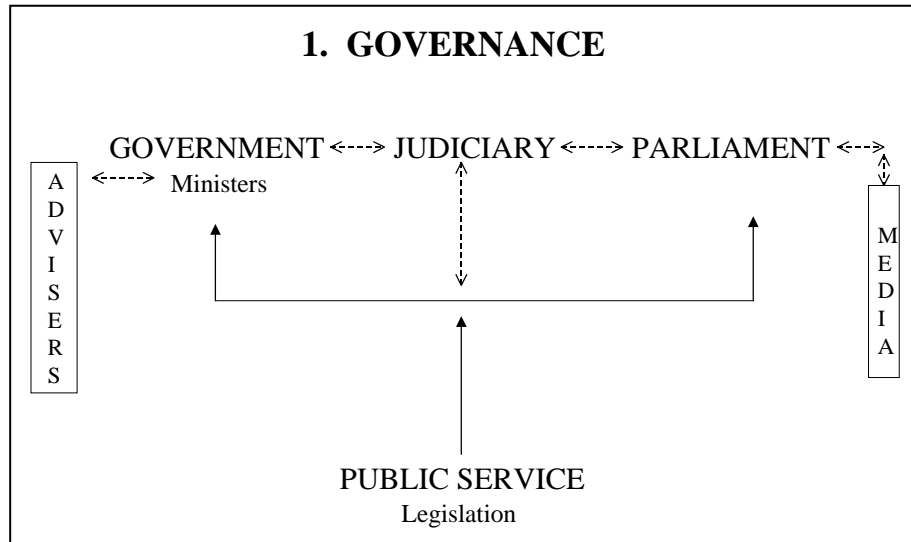 1. GOVERNANCE
GOVERNMENT JUDICIARY PARLIAMENT
Ministers
ADVISERS
MEDIA
PUBLIC SERVICE
Legislation